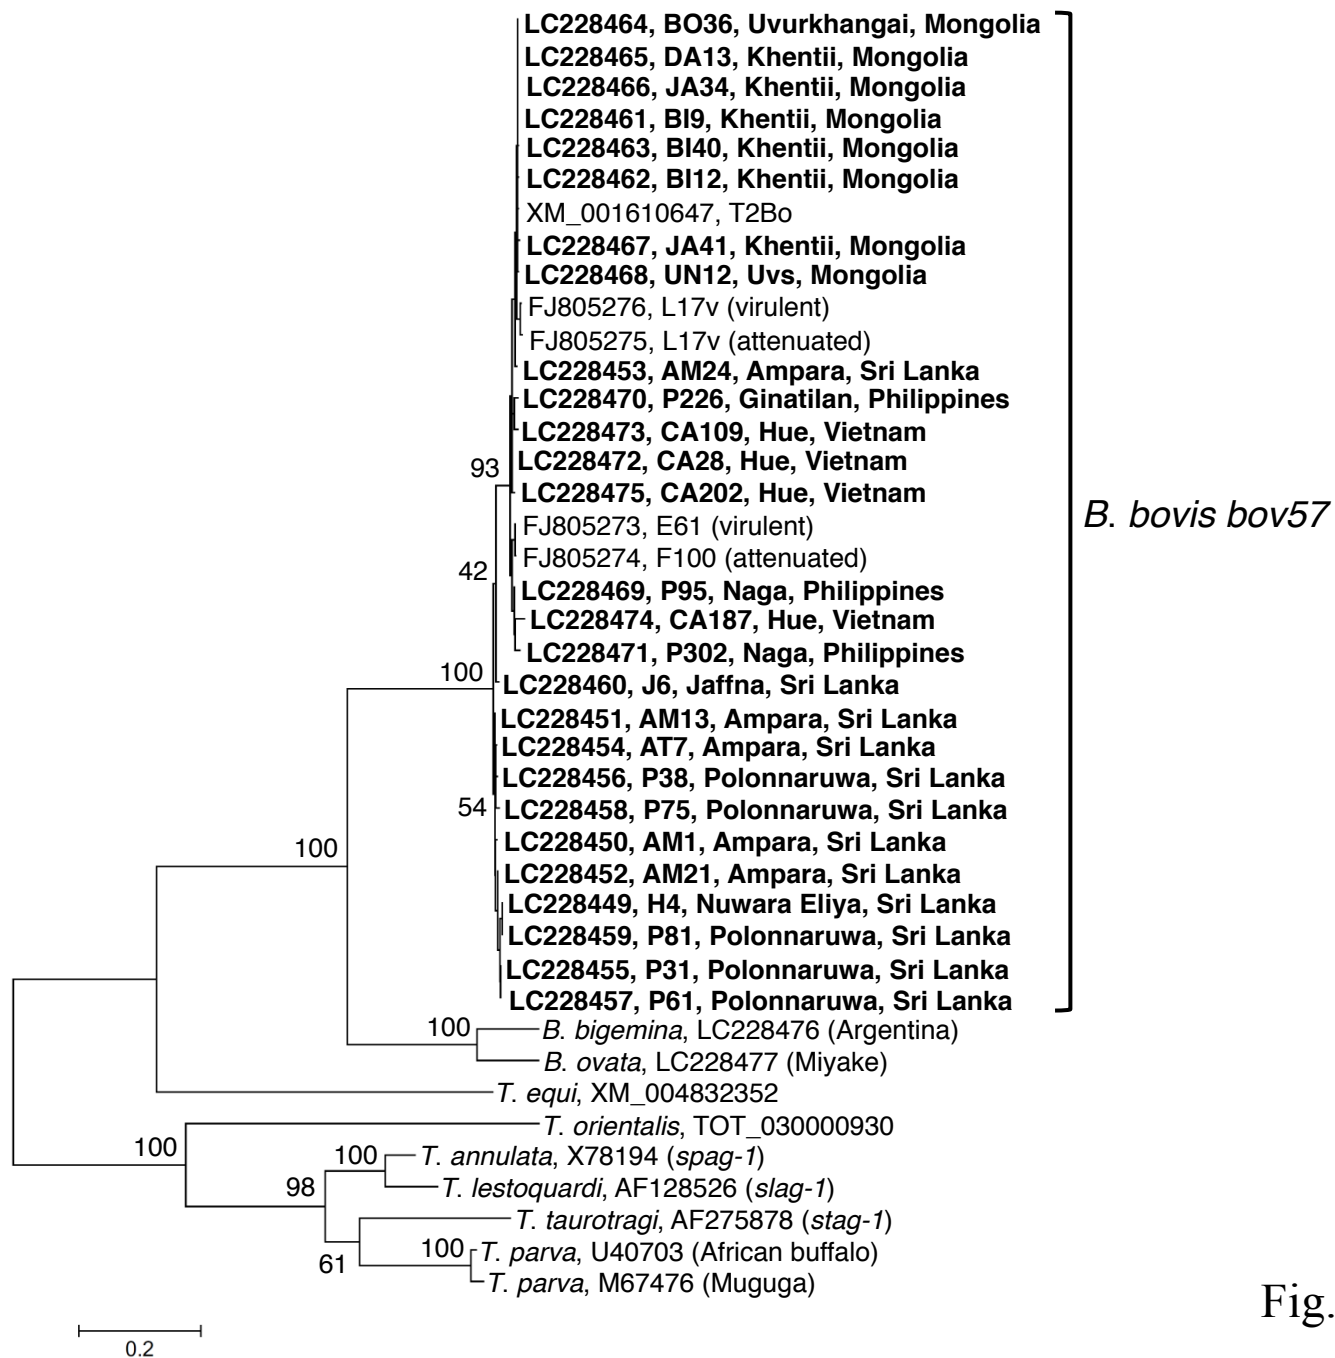 LC228464, BO36, Uvurkhangai, Mongolia
LC228465, DA13, Khentii, Mongolia
LC228466, JA34, Khentii, Mongolia
LC228461, BI9, Khentii, Mongolia
LC228463, BI40, Khentii, Mongolia
LC228462, BI12, Khentii, Mongolia
XM_001610647, T2Bo
LC228467, JA41, Khentii, Mongolia
LC228468, UN12, Uvs, Mongolia
FJ805276, L17v (virulent)
FJ805275, L17v (attenuated)
LC228453, AM24, Ampara, Sri Lanka
LC228470, P226, Ginatilan, Philippines
LC228473, CA109, Hue, Vietnam
93
LC228472, CA28, Hue, Vietnam
LC228475, CA202, Hue, Vietnam
B. bovis bov57
FJ805273, E61 (virulent)
FJ805274, F100 (attenuated)
42
LC228469, P95, Naga, Philippines
LC228474, CA187, Hue, Vietnam
LC228471, P302, Naga, Philippines
100
LC228460, J6, Jaffna, Sri Lanka
LC228451, AM13, Ampara, Sri Lanka
LC228454, AT7, Ampara, Sri Lanka
LC228456, P38, Polonnaruwa, Sri Lanka
54
LC228458, P75, Polonnaruwa, Sri Lanka
LC228450, AM1, Ampara, Sri Lanka
100
LC228452, AM21, Ampara, Sri Lanka
LC228449, H4, Nuwara Eliya, Sri Lanka
LC228459, P81, Polonnaruwa, Sri Lanka
LC228455, P31, Polonnaruwa, Sri Lanka
LC228457, P61, Polonnaruwa, Sri Lanka
100
B. bigemina, LC228476 (Argentina)
B. ovata, LC228477 (Miyake)
T. equi, XM_004832352
T. orientalis, TOT_030000930
100
100
T. annulata, X78194 (spag-1)
98
T. lestoquardi, AF128526 (slag-1)
T. taurotragi, AF275878 (stag-1)
100
T. parva, U40703 (African buffalo)
61
T. parva, M67476 (Muguga)
Fig.
0.2